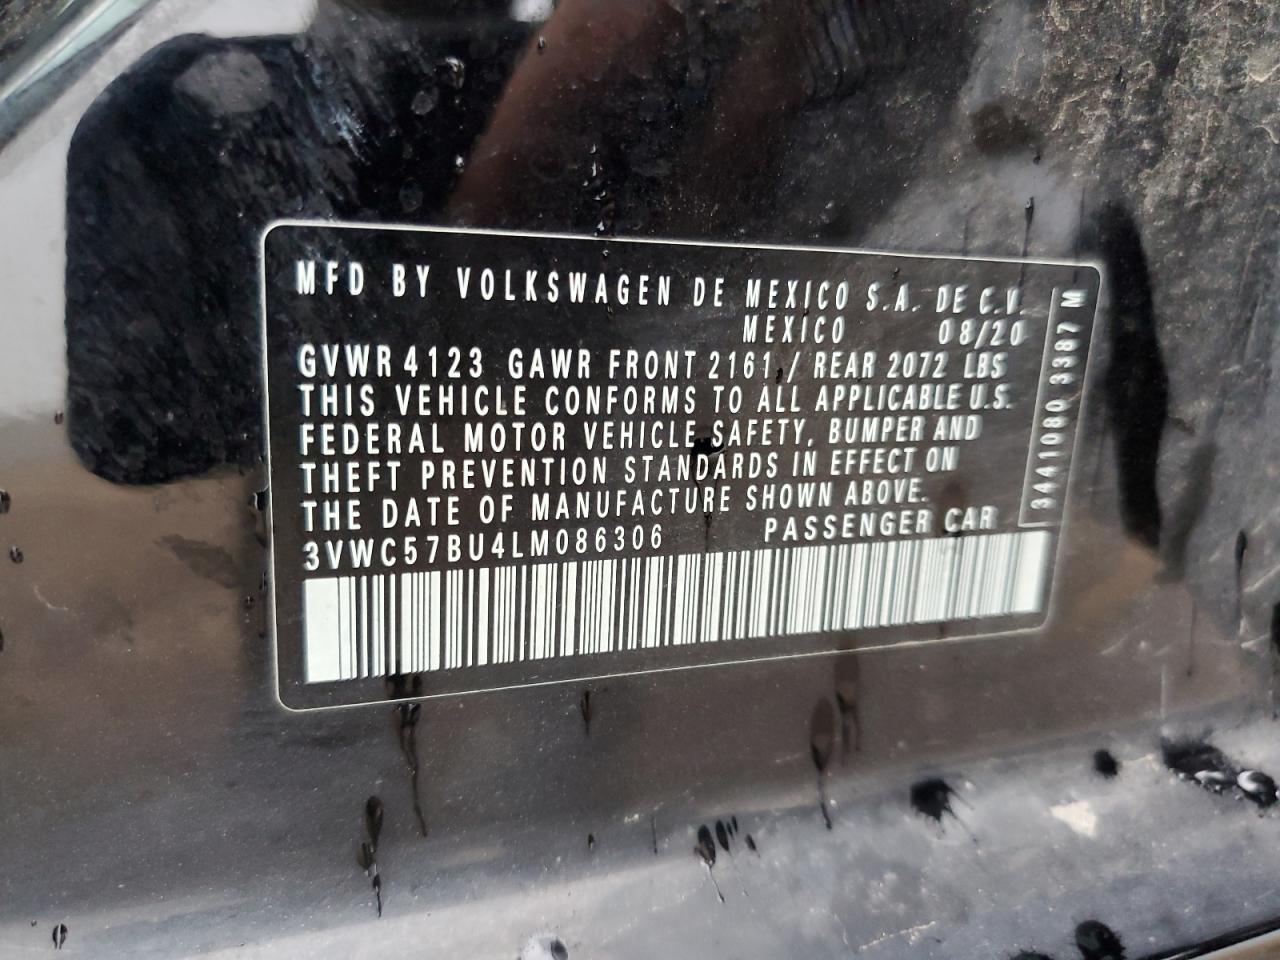 MFD BY VOLKSWAGEN DE MEXICO S.A. DE C.V.
MEXICO 08/20
GVWR 4123 GAWR FRONT 2161 / REAR 2072 LBS
THIS VEHICLE CONFORMS TO ALL APPLICABLE U.S.
FEDERAL MOTOR VEHICLE SAFETY, BUMPER AND
THEFT PREVENTION STANDARDS IN EFFECT ON
THE DATE OF MANUFACTURE SHOWN ABOVE.
3VWC57BU4LM086306 PASSENGER CAR
3441080 3387 M